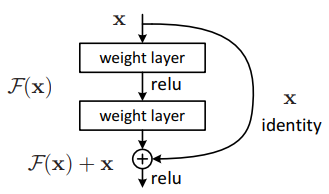 x
weight layer
relu
F(x)
weight layer
x
identity
F(x) + x
relu